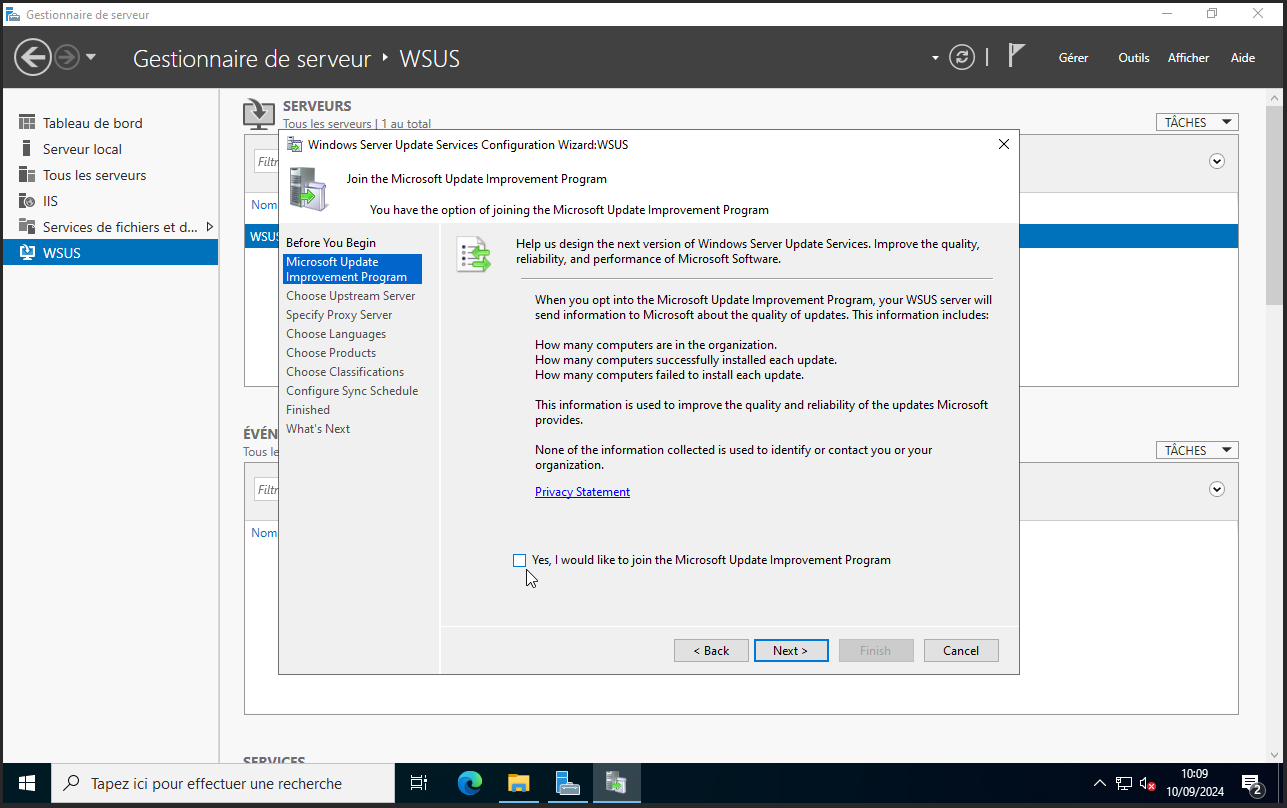 Gestionnaire de serveur
Gestionnaire de serveur ‣ WSUS
Gérer Outils Afficher Aide
Tableau de bord
Serveur local
Tous les serveurs
IIS
Services de fichiers et d...
WSUS
SERVEURS
Tous les serveurs | 1 au total
TÂCHES
Filtr
Nom
WSUS
Windows Server Update Services Configuration Wizard:WSUS
Join the Microsoft Update Improvement Program
You have the option of joining the Microsoft Update Improvement Program
Before You Begin
Microsoft Update
Improvement Program
Choose Upstream Server
Specify Proxy Server
Choose Languages
Choose Products
Choose Classifications
Configure Sync Schedule
Finished
What's Next
Help us design the next version of Windows Server Update Services. Improve the quality,
reliability, and performance of Microsoft Software.
When you opt into the Microsoft Update Improvement Program, your WSUS server will
send information to Microsoft about the quality of updates. This information includes:
How many computers are in the organization.
How many computers successfully installed each update.
How many computers failed to install each update.
This information is used to improve the quality and reliability of the updates Microsoft
provides.
None of the information collected is used to identify or contact you or your
organization.
Privacy Statement
Yes, I would like to join the Microsoft Update Improvement Program
< Back Next > Finish Cancel
ÉVÉN
Tous le
TÂCHES
Filtr
Nom
SERVICES
Tapez ici pour effectuer une recherche
10:09
10/09/2024
2